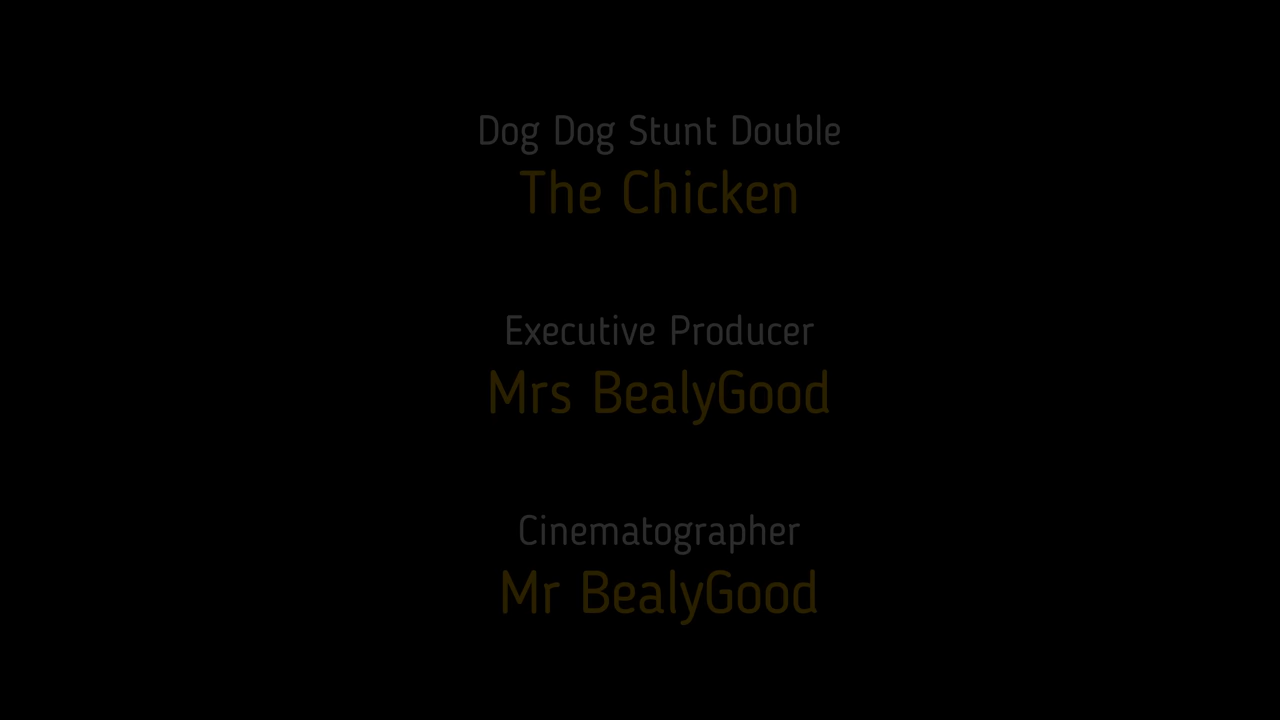 Dog Dog Stunt Double
The Chicken
Executive Producer
Mrs BealyGood
Cinematographer
Mr BealyGood